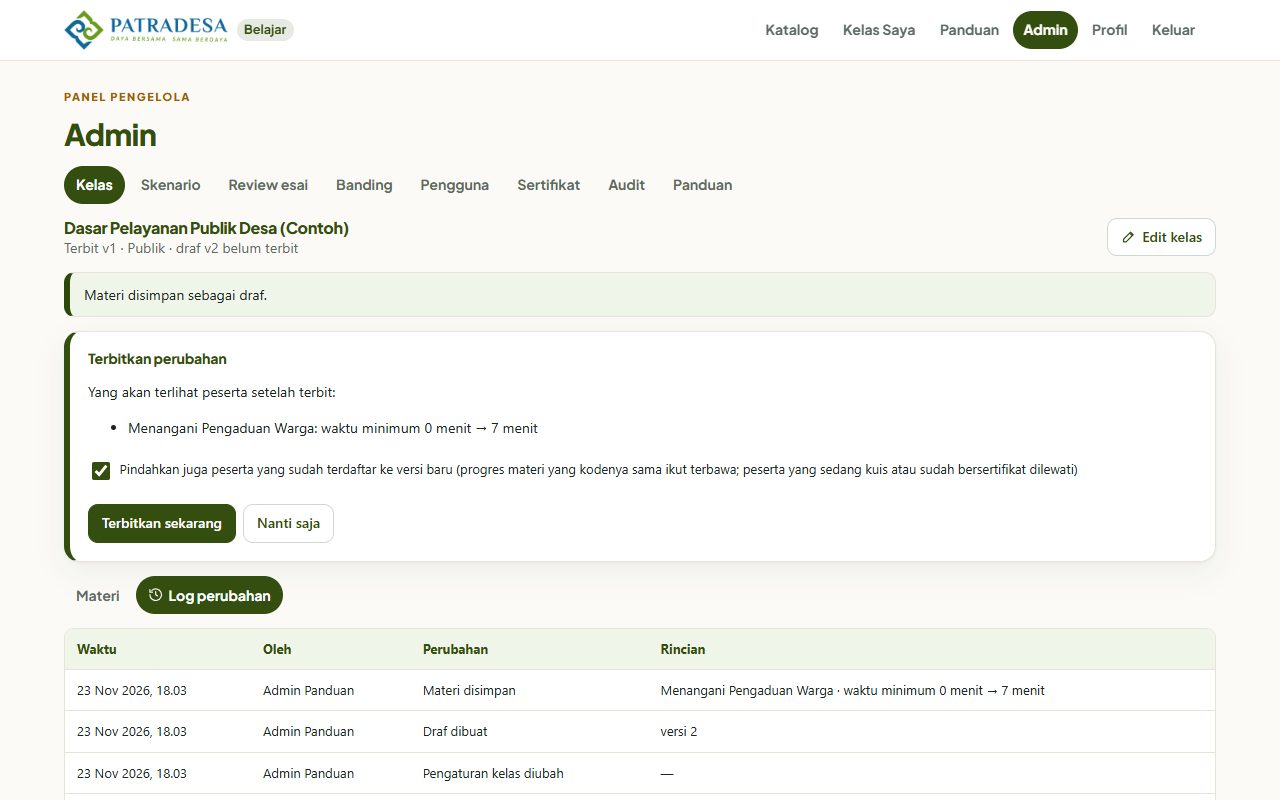 PATRADESA
DAYA BERSAMA SAMA BERDAYA
Belajar
Katalog
Kelas Saya
Panduan
Admin
Profil
Keluar
PANEL PENGELOLA
Admin
Kelas
Skenario
Review esai
Banding
Pengguna
Sertifikat
Audit
Panduan
Dasar Pelayanan Publik Desa (Contoh)
Terbit v1 · Publik · draf v2 belum terbit
Edit kelas
Materi disimpan sebagai draf.
Terbitkan perubahan
Yang akan terlihat peserta setelah terbit:
• Menangani Pengaduan Warga: waktu minimum 0 menit → 7 menit
Pindahkan juga peserta yang sudah terdaftar ke versi baru (progres materi yang kodenya sama ikut terbawa; peserta yang sedang kuis atau sudah bersertifikat dilewati)
Terbitkan sekarang
Nanti saja
Materi
Log perubahan
Waktu Oleh Perubahan Rincian
23 Nov 2026, 18.03 Admin Panduan Materi disimpan Menangani Pengaduan Warga · waktu minimum 0 menit → 7 menit
23 Nov 2026, 18.03 Admin Panduan Draf dibuat versi 2
23 Nov 2026, 18.03 Admin Panduan Pengaturan kelas diubah —